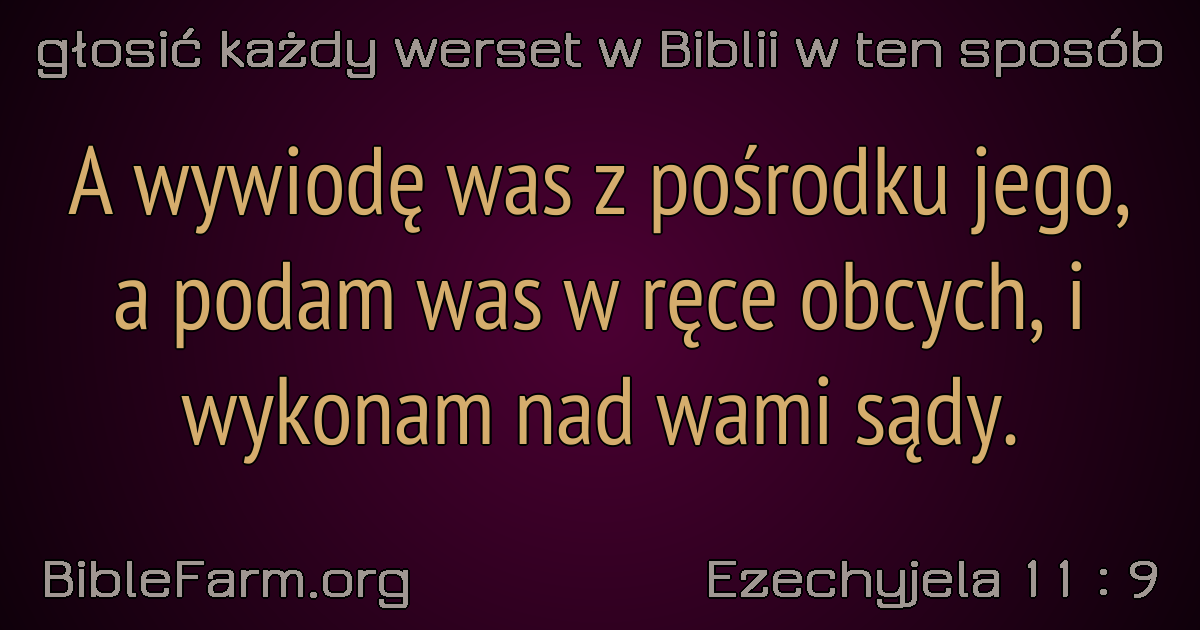 głosić każdy werset w Biblii w ten sposób
A wywiodę was z pośrodku jego,
a podam was w ręce obcych, i
wykonam nad wami sądy.
BibleFarm.org
Ezechyjela 11 : 9